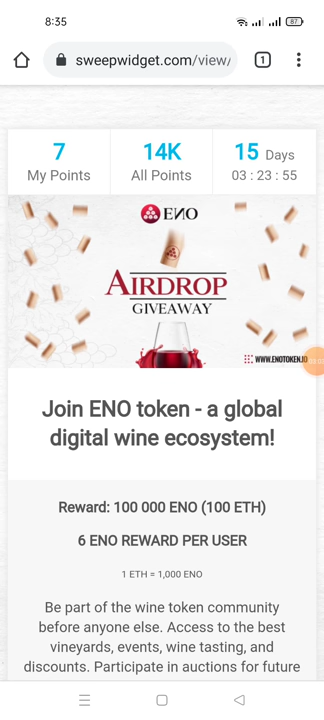 8:35
87
sweepwidget.com/view/
1
7
My Points
14K
All Points
15 Days
03 : 23 : 55
ENO
AIRDROP
GIVEAWAY
WWW.ENOTOKEN.IO
Join ENO token - a global
digital wine ecosystem!
Reward: 100 000 ENO (100 ETH)
6 ENO REWARD PER USER
1 ETH = 1,000 ENO
Be part of the wine token community
before anyone else. Access to the best
vineyards, events, wine tasting, and
discounts. Participate in auctions for future